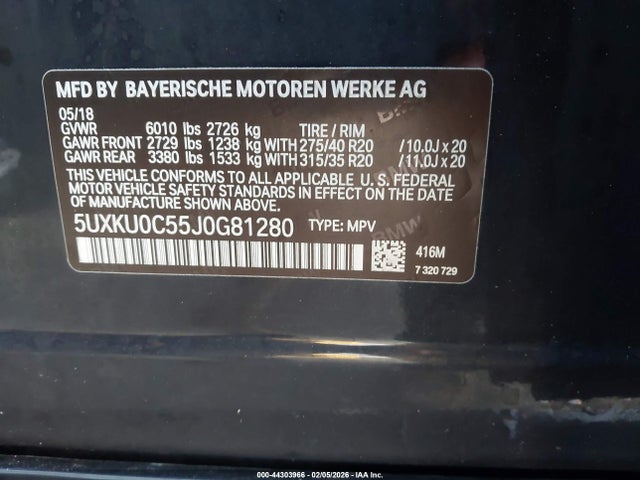 MFD BY BAYERISCHE MOTOREN WERKE AG
05/18
GVWR 6010 lbs 2726 kg TIRE / RIM
GAWR FRONT 2729 lbs 1238 kg WITH 275/40 R20 /10.0J x 20
GAWR REAR 3380 lbs 1533 kg WITH 315/35 R20 /11.0J x 20
THIS VEHICLE CONFORMS TO ALL APPLICABLE U. S. FEDERAL
MOTOR VEHICLE SAFETY STANDARDS IN EFFECT ON THE DATE
OF MANUFACTURE SHOWN ABOVE.
5UXKU0C55J0G81280 TYPE: MPV
416M
7 320 729
000-44303966 - 02/05/2026 - IAA Inc.